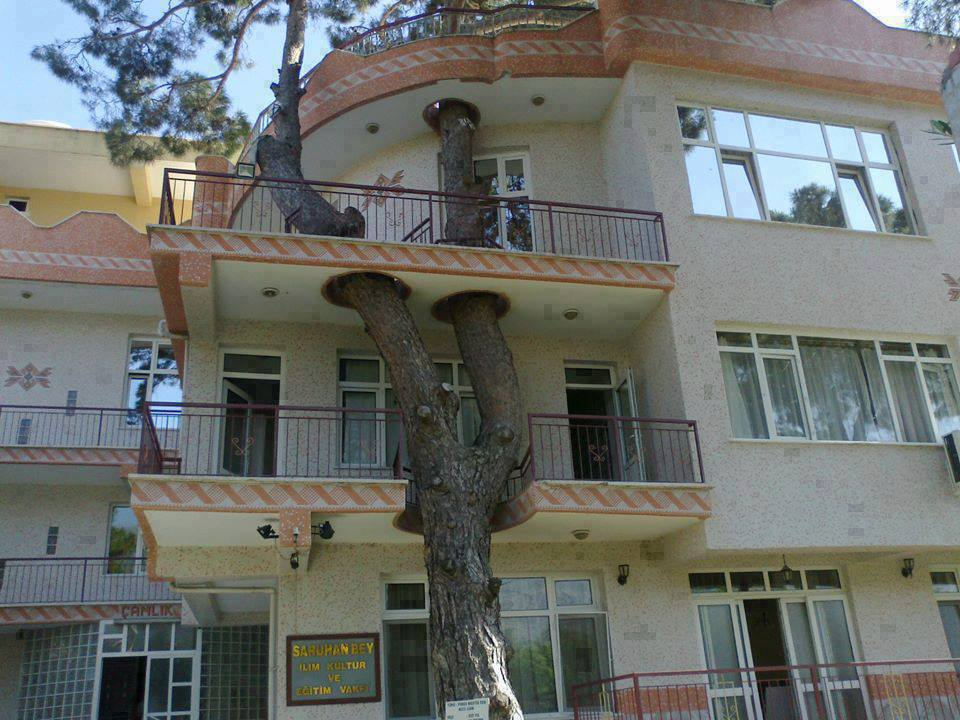 ÇAMLIK
SARUHAN BEY
İLİM KÜLTÜR
VE
EĞİTİM VAKFI